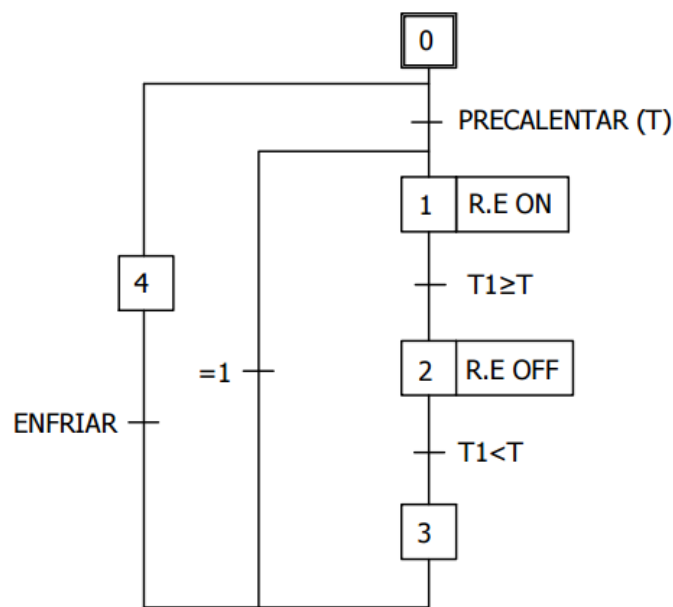 0
PRECALENTAR (T)
1 R.E ON
4
T1≥T
=1
2 R.E OFF
ENFRIAR
T1<T
3